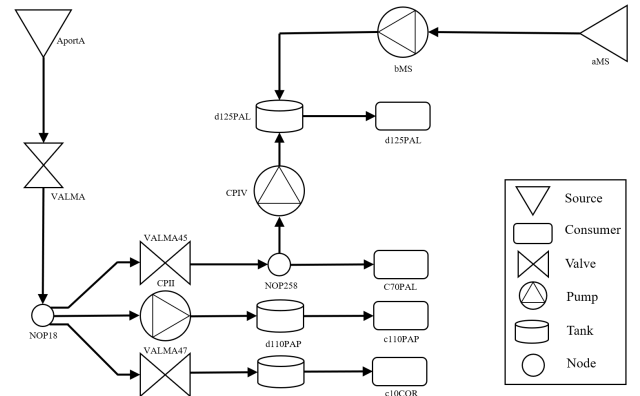 AportA
aMS
bMS
d125PAL
d125PAL
VALMA
CPIV
Source
Consumer
VALMA45
Valve
CPII
NOP258
C70PAL
Pump
NOP18
d110PAP
c110PAP
Tank
VALMA47
Node
c10COR